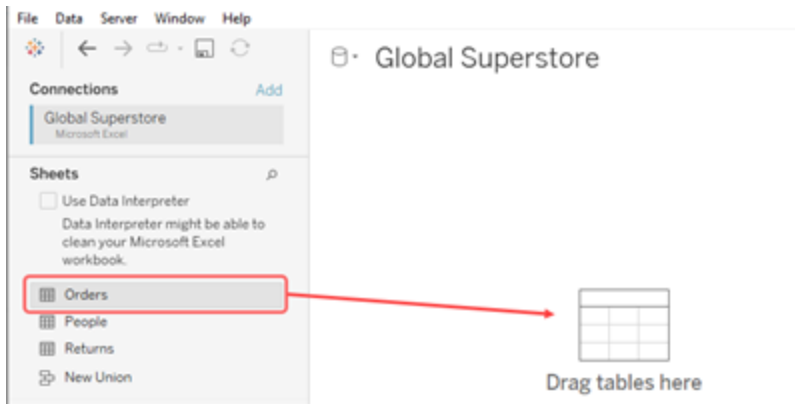 File Data Server Window Help
Global Superstore
Connections Add
Global Superstore
Microsoft Excel
Sheets
Use Data Interpreter
Data Interpreter might be able to
clean your Microsoft Excel
workbook.
Orders
People
Returns
New Union
Drag tables here